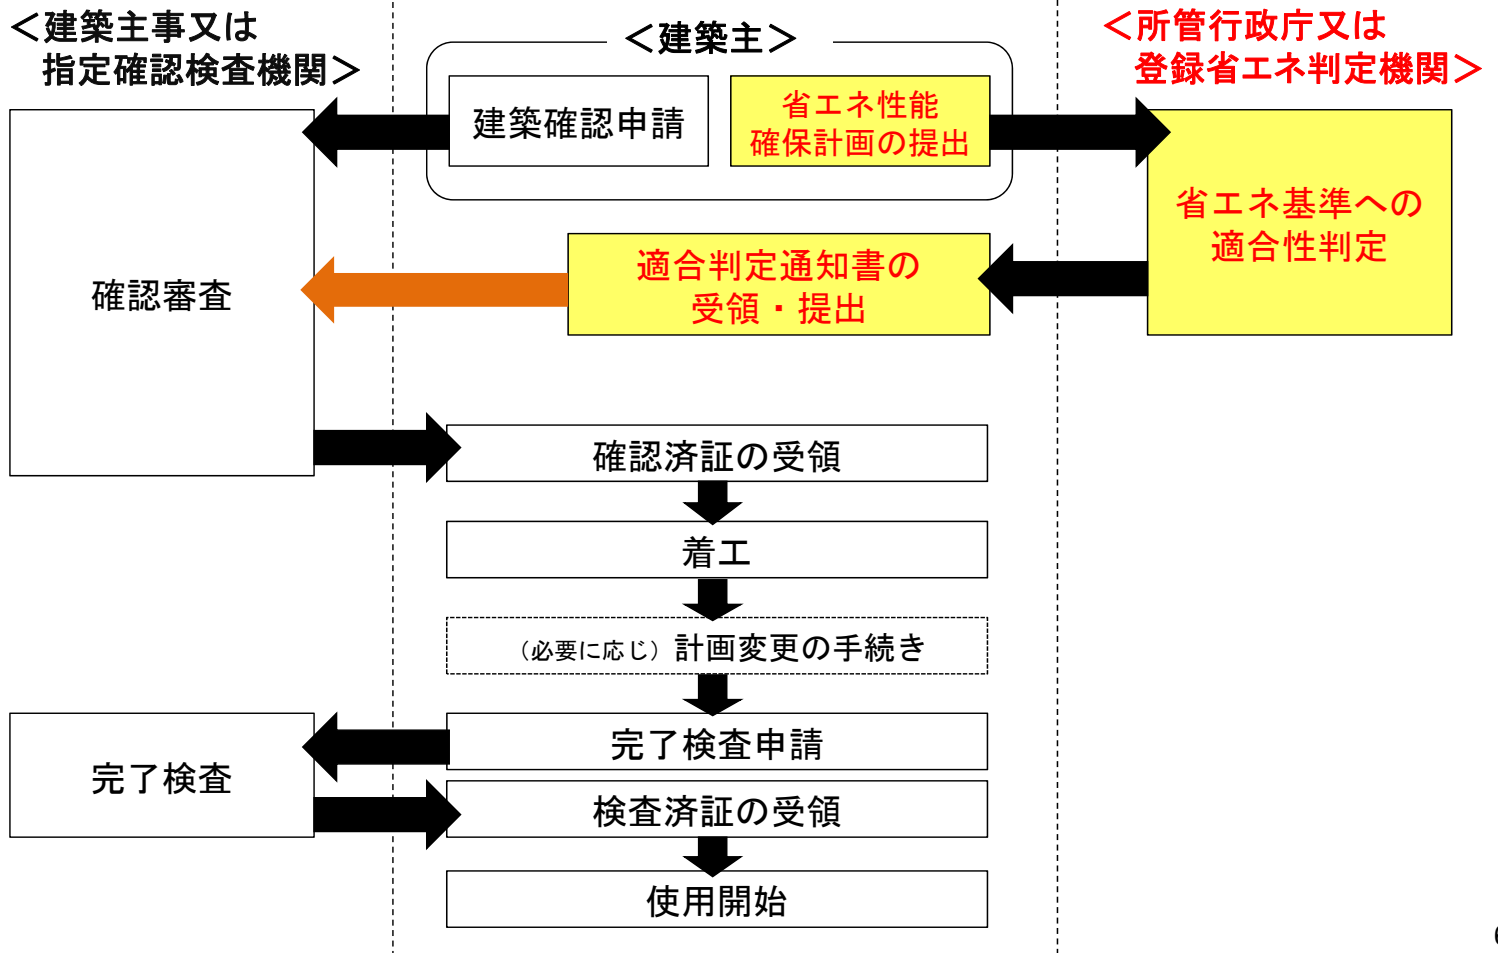 ＜建築主事又は
指定確認検査機関＞
＜建築主＞
＜所管行政庁又は
登録省エネ判定機関＞
建築確認申請
省エネ性能
確保計画の提出
省エネ基準への
適合性判定
適合判定通知書の
受領・提出
確認審査
確認済証の受領
着工
（必要に応じ）計画変更の手続き
完了検査申請
完了検査
検査済証の受領
使用開始